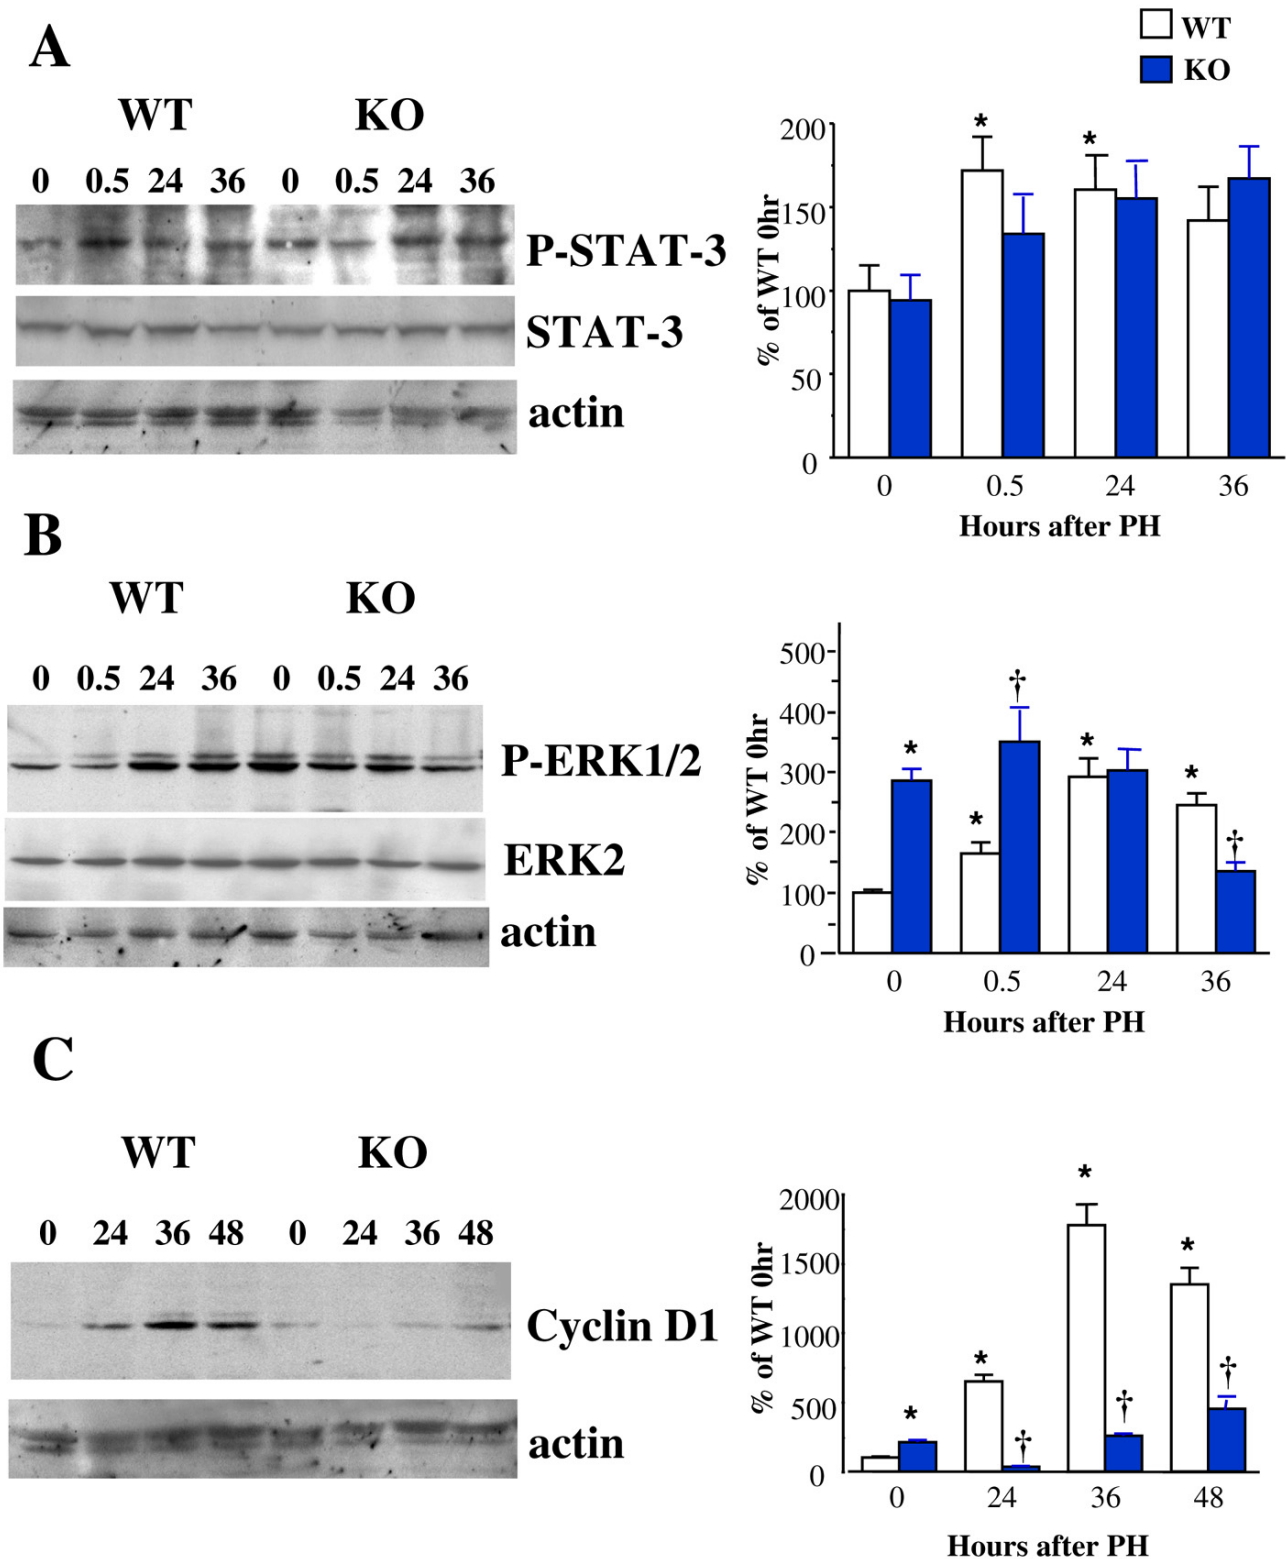 WT
KO
A
WT KO
0 0.5 24 36 0 0.5 24 36
P-STAT-3
STAT-3
actin
% of WT 0hr
200
150
100
50
0
* *
0 0.5 24 36
Hours after PH
B
WT KO
0 0.5 24 36 0 0.5 24 36
P-ERK1/2
ERK2
actin
% of WT 0hr
500
400
300
200
100
0
* * † * * †
0 0.5 24 36
Hours after PH
C
WT KO
0 24 36 48 0 24 36 48
Cyclin D1
actin
% of WT 0hr
2000
1500
1000
500
0
* * † * † * †
0 24 36 48
Hours after PH